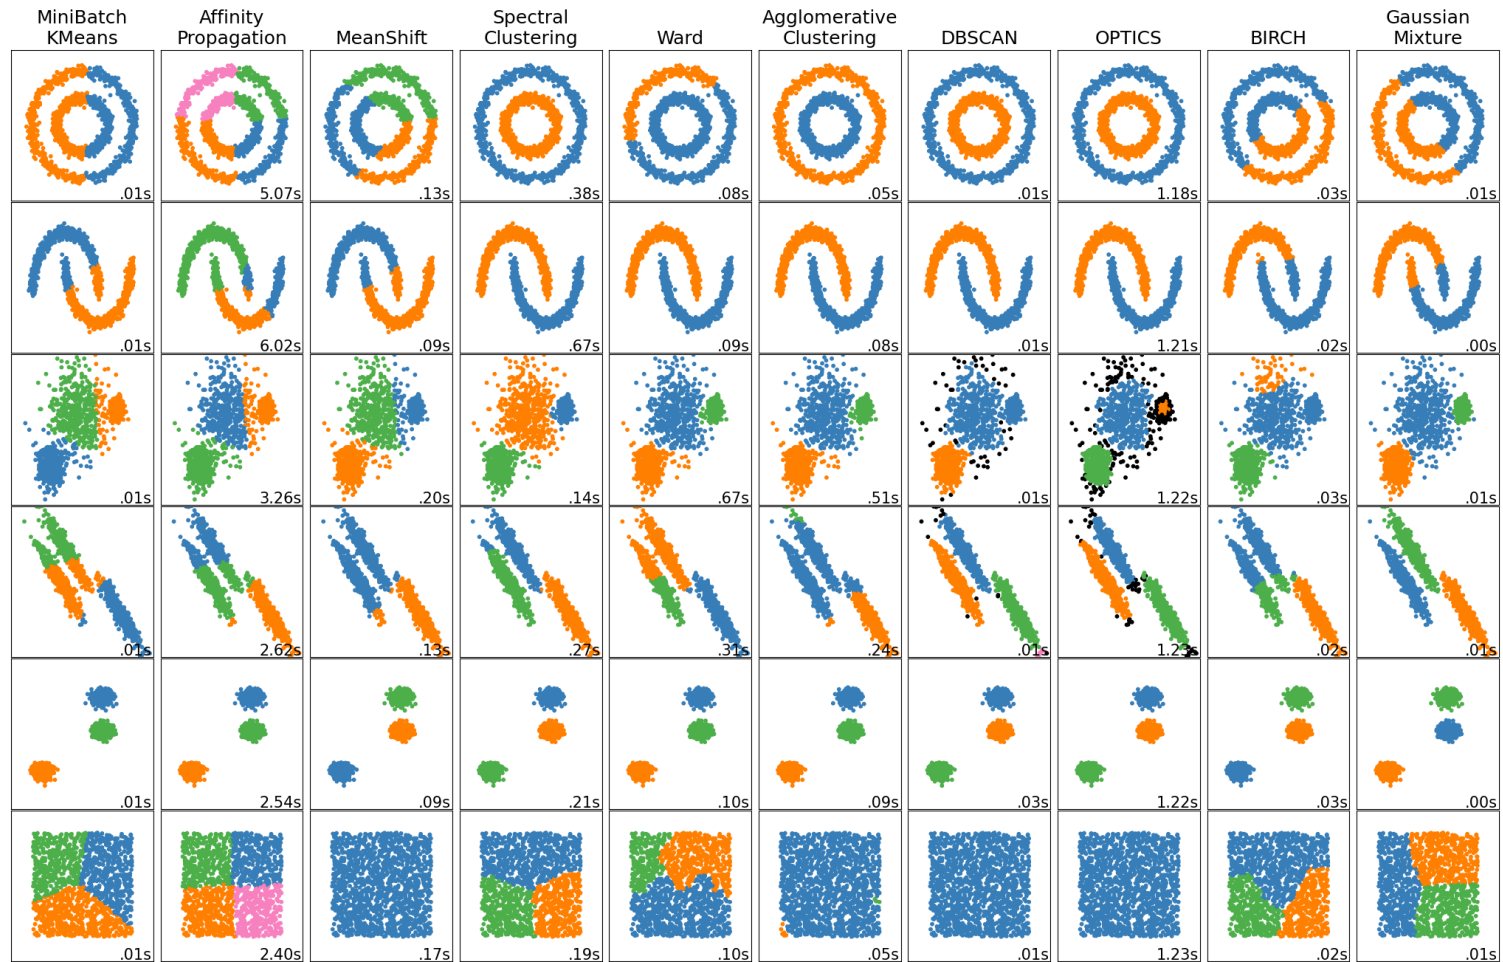 MiniBatch
KMeans
Affinity
Propagation
MeanShift
Spectral
Clustering
Ward
Agglomerative
Clustering
DBSCAN
OPTICS
BIRCH
Gaussian
Mixture
.01s
5.07s
.13s
.38s
.08s
.05s
.01s
1.18s
.03s
.01s
.01s
6.02s
.09s
.67s
.09s
.08s
.01s
1.21s
.02s
.00s
.01s
3.26s
.20s
.14s
.67s
.51s
.01s
1.22s
.03s
.01s
.01s
2.62s
.13s
.27s
.31s
.24s
.01s
1.23s
.02s
.01s
.01s
2.54s
.09s
.21s
.10s
.09s
.03s
1.22s
.03s
.00s
.01s
2.40s
.17s
.19s
.10s
.05s
.01s
1.23s
.02s
.01s